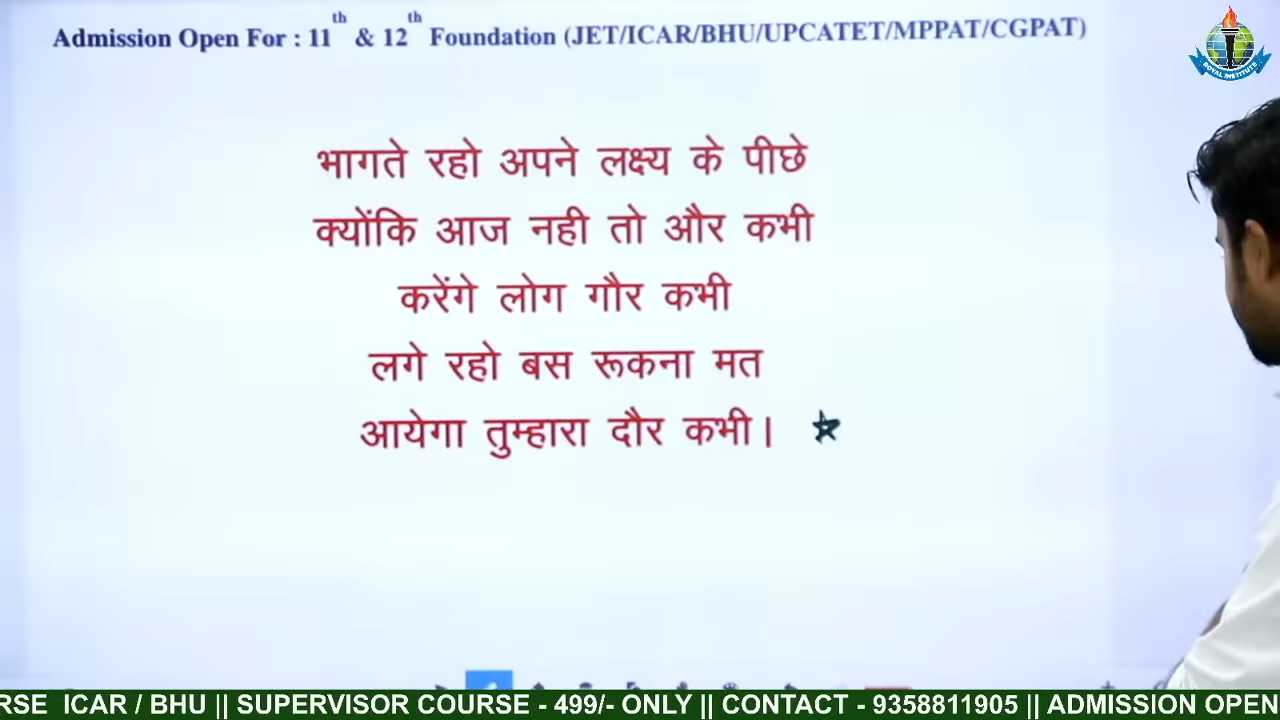 Admission Open For : 11th & 12th Foundation (JET/ICAR/BHU/UPCATET/MPPAT/CGPAT)
ROYAL INSTITUTE
भागते रहो अपने लक्ष्य के पीछे
क्योंकि आज नही तो और कभी
करेंगे लोग गौर कभी
लगे रहो बस रूकना मत
आयेगा तुम्हारा दौर कभी।
RSE ICAR / BHU || SUPERVISOR COURSE - 499/- ONLY || CONTACT - 9358811905 || ADMISSION OPEN